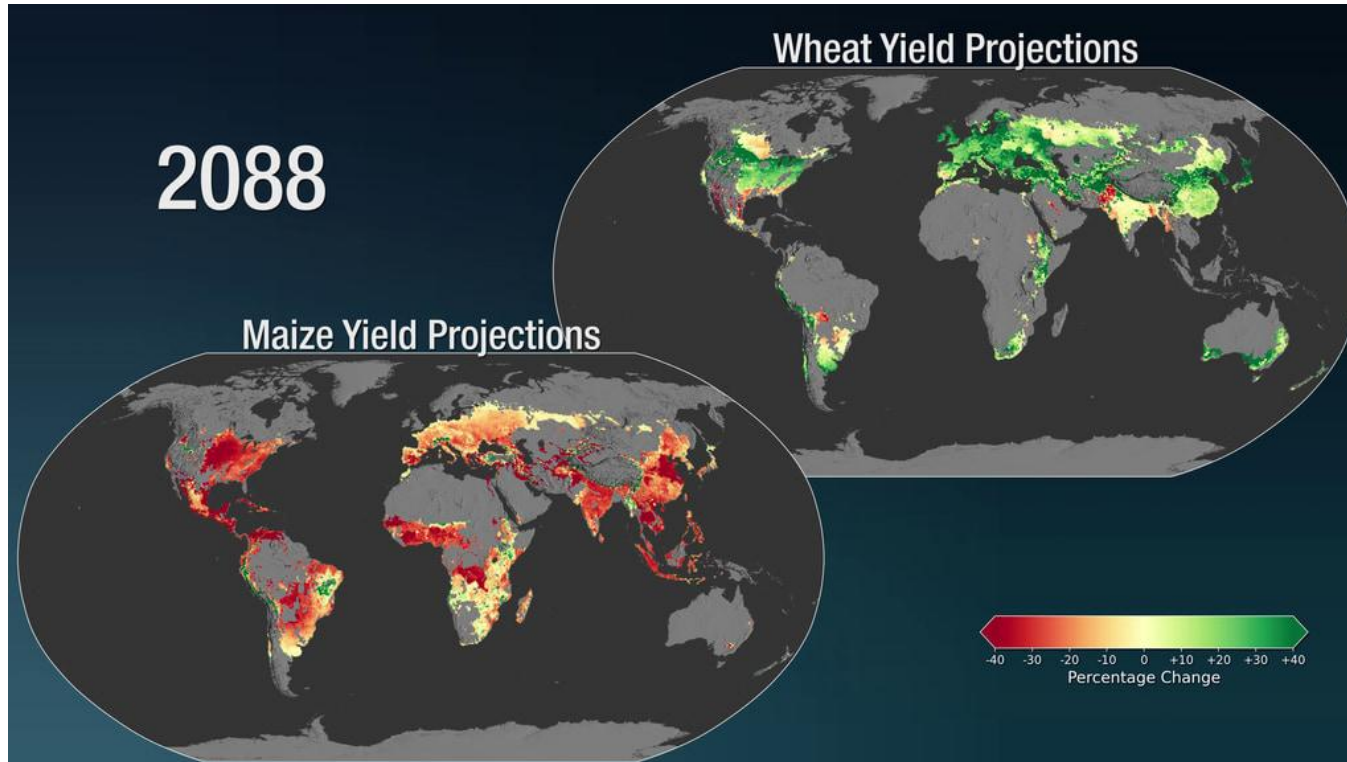 Wheat Yield Projections
2088
Maize Yield Projections
-40 -30 -20 -10 0 +10 +20 +30 +40
Percentage Change